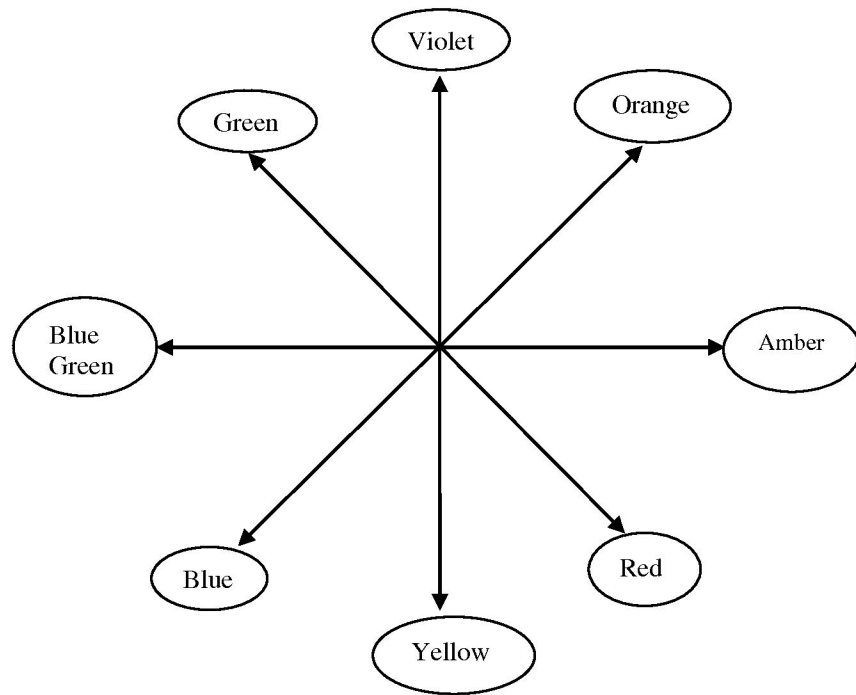 Violet
Orange
Green
Blue
Green
Amber
Blue
Red
Yellow